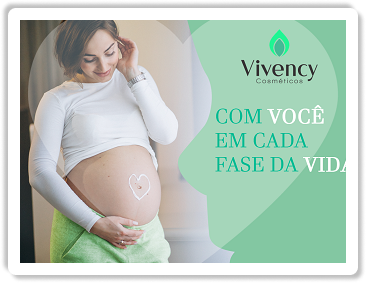 Vivency
Cosméticos
COM VOCÊ
EM CADA
FASE DA VIDA